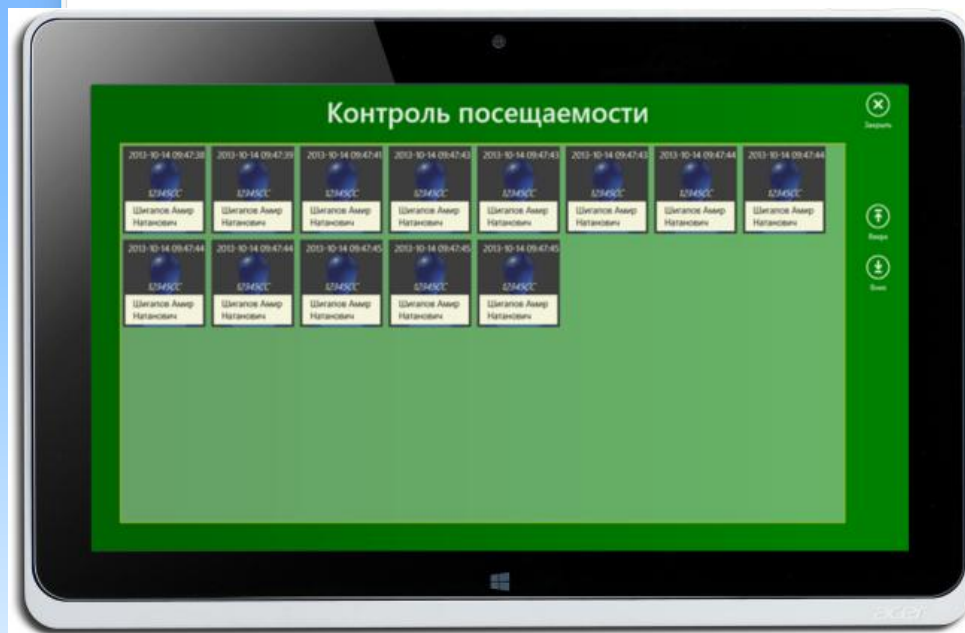 Контроль посещаемости
Закрыть
2013-10-14 09:47:38 2013-10-14 09:47:39 2013-10-14 09:47:41 2013-10-14 09:47:43 2013-10-14 09:47:43 2013-10-14 09:47:43 2013-10-14 09:47:44 2013-10-14 09:47:44
12345CC 12345CC 12345CC 12345CC 12345CC 12345CC 12345CC 12345CC
Шигапов Амир Шигапов Амир Шигапов Амир Шигапов Амир Шигапов Амир Шигапов Амир Шигапов Амир Шигапов Амир
Натанович Натанович Натанович Натанович Натанович Натанович Натанович Натанович
Вверх
2013-10-14 09:47:44 2013-10-14 09:47:44 2013-10-14 09:47:45 2013-10-14 09:47:45 2013-10-14 09:47:45
12345CC 12345CC 12345CC 12345CC 12345CC
Вниз
Шигапов Амир Шигапов Амир Шигапов Амир Шигапов Амир Шигапов Амир
Натанович Натанович Натанович Натанович Натанович
acer